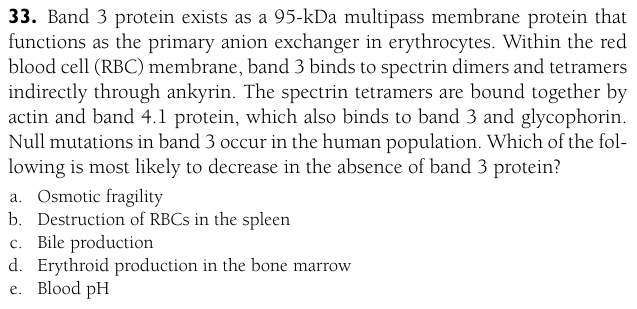 33. Band 3 protein exists as a 95-kDa multipass membrane protein that
functions as the primary anion exchanger in erythrocytes. Within the red
blood cell (RBC) membrane, band 3 binds to spectrin dimers and tetramers
indirectly through ankyrin. The spectrin tetramers are bound together by
actin and band 4.1 protein, which also binds to band 3 and glycophorin.
Null mutations in band 3 occur in the human population. Which of the fol-
lowing is most likely to decrease in the absence of band 3 protein?
a. Osmotic fragility
b. Destruction of RBCs in the spleen
c. Bile production
d. Erythroid production in the bone marrow
e. Blood pH